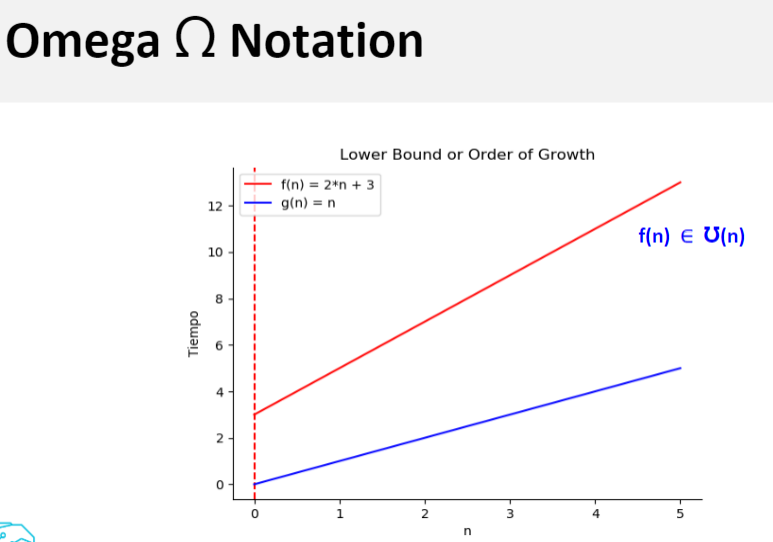 Omega Ω Notation
Lower Bound or Order of Growth
f(n) = 2*n + 3
g(n) = n
f(n) ∈ ℧(n)
Tiempo
12
10
8
6
4
2
0
0 1 2 3 4 5
n